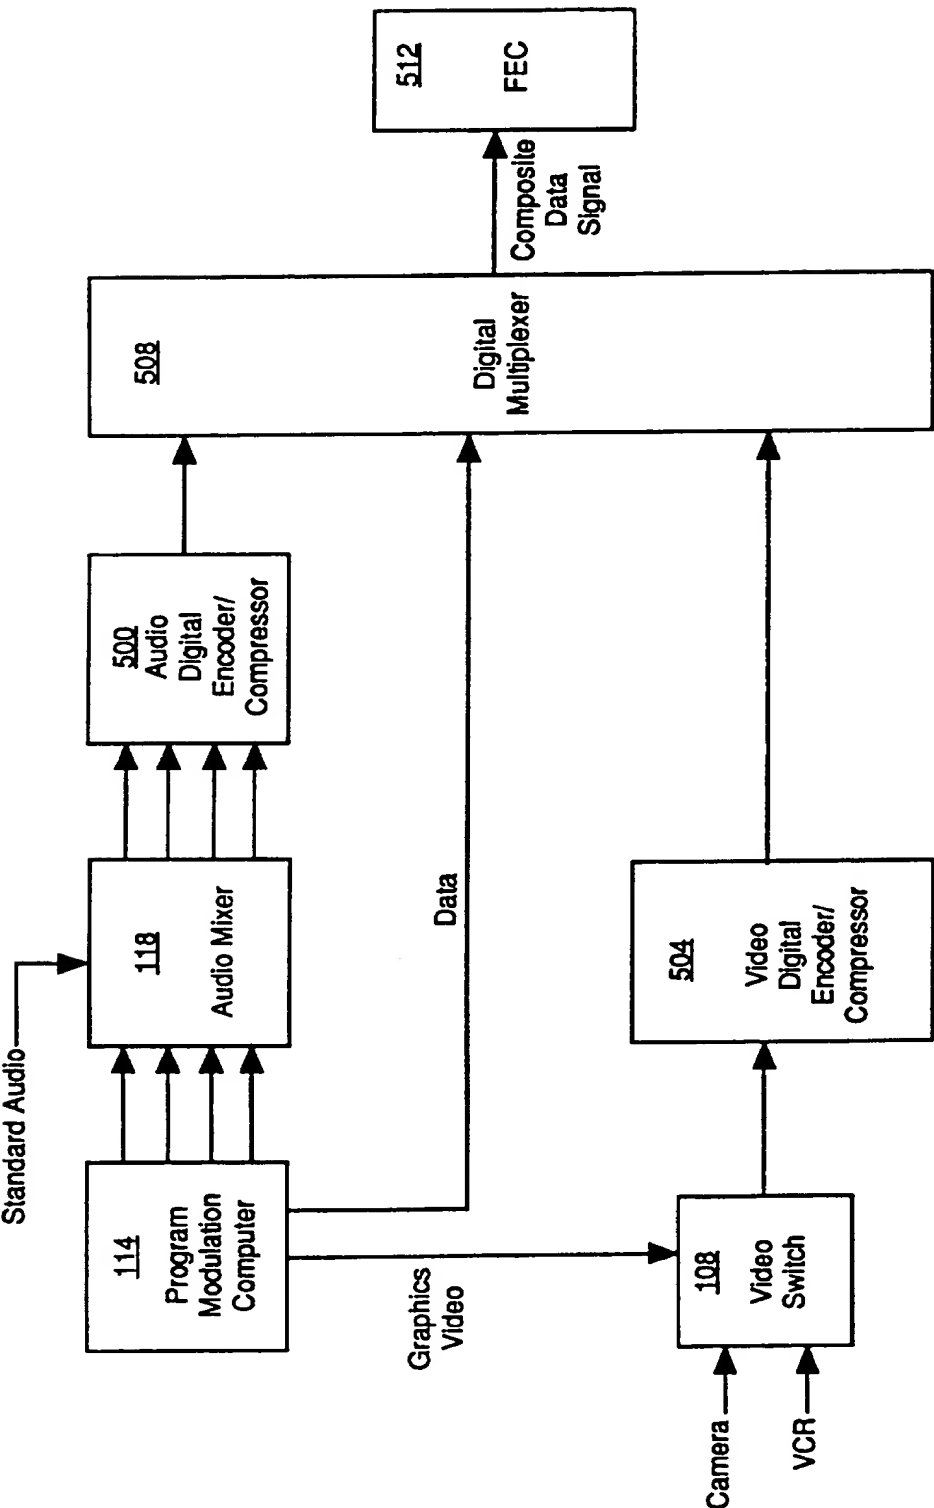 Standard Audio
114
Program
Modulation
Computer
118
Audio Mixer
500
Audio
Digital
Encoder/
Compressor
508
Digital
Multiplexer
Composite
Data
Signal
512
FEC
Data
Graphics
Video
Camera
VCR
108
Video
Switch
504
Video
Digital
Encoder/
Compressor